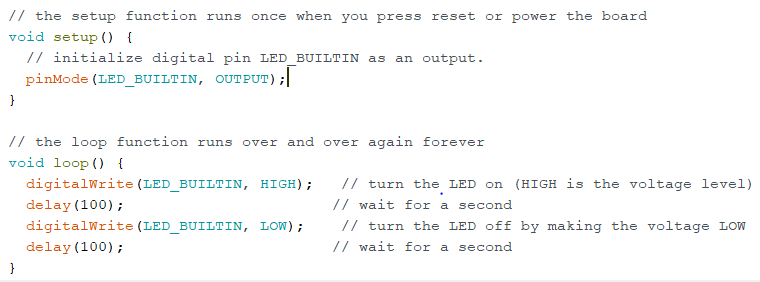 // the setup function runs once when you press reset or power the board
void setup() {
  // initialize digital pin LED_BUILTIN as an output.
  pinMode(LED_BUILTIN, OUTPUT);
}

// the loop function runs over and over again forever
void loop() {
  digitalWrite(LED_BUILTIN, HIGH);   // turn the LED on (HIGH is the voltage level)
  delay(100);                       // wait for a second
  digitalWrite(LED_BUILTIN, LOW);    // turn the LED off by making the voltage LOW
  delay(100);                       // wait for a second
}